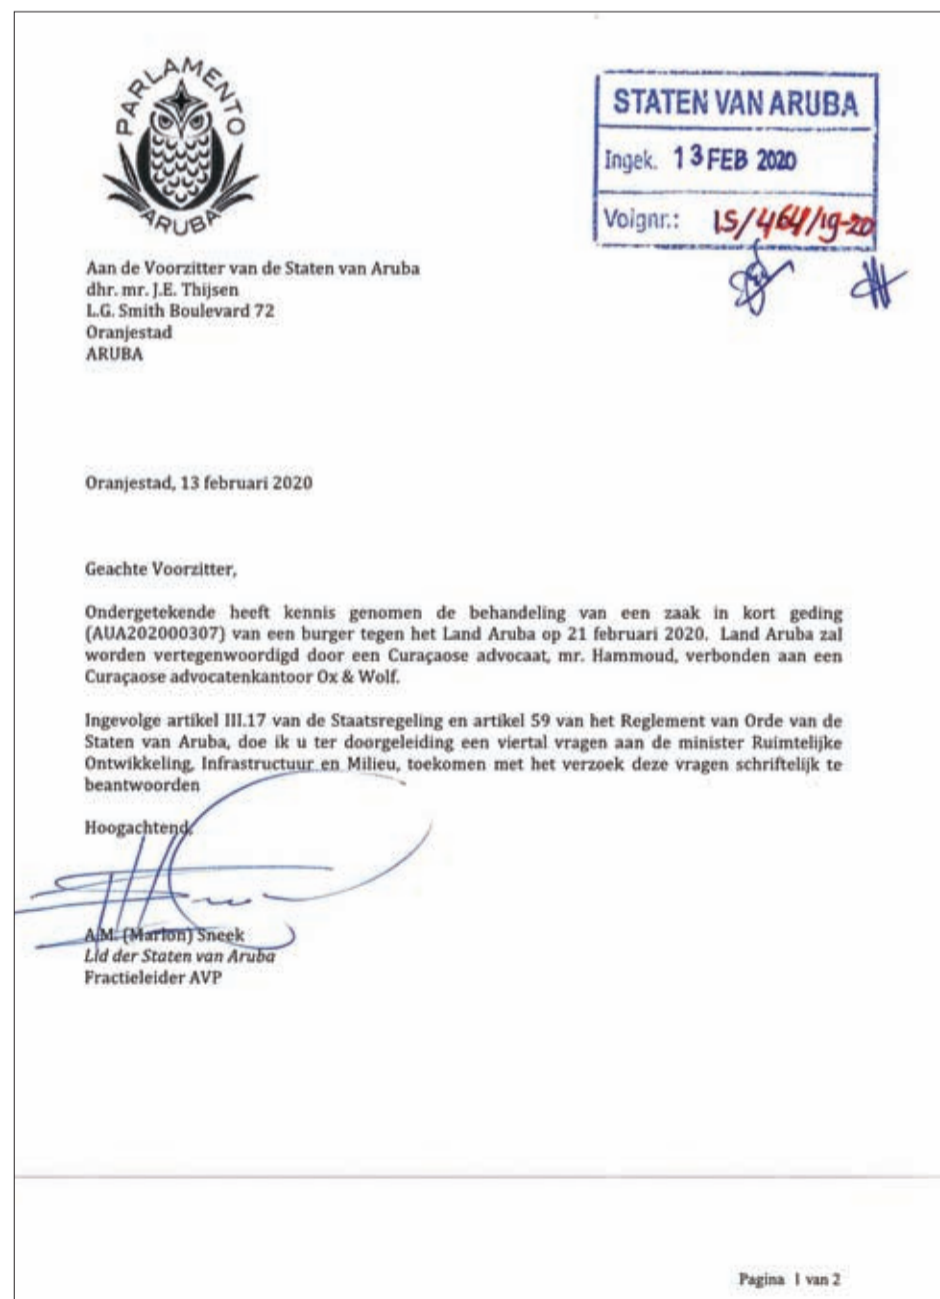 PARLAMENTO
ARUBA
STATEN VAN ARUBA
Ingek. 13 FEB 2020
Volgnr.: IS/464/19-20
Aan de Voorzitter van de Staten van Aruba
dhr. mr. J.E. Thijsen
L.G. Smith Boulevard 72
Oranjestad
ARUBA
Oranjestad, 13 februari 2020
Geachte Voorzitter,
Ondergetekende heeft kennis genomen de behandeling van een zaak in kort geding
(AUA202000307) van een burger tegen het Land Aruba op 21 februari 2020. Land Aruba zal
worden vertegenwoordigd door een Curaçaose advocaat, mr. Hammoud, verbonden aan een
Curaçaose advocatenkantoor Ox & Wolf.
Ingevolge artikel III.17 van de Staatsregeling en artikel 59 van het Reglement van Orde van de
Staten van Aruba, doe ik u ter doorgeleiding een viertal vragen aan de minister Ruimtelijke
Ontwikkeling, Infrastructuur en Milieu, toekomen met het verzoek deze vragen schriftelijk te
beantwoorden
Hoogachtend,
A.M. (Marlon) Sneek
Lid der Staten van Aruba
Fractieleider AVP
Pagina 1 van 2